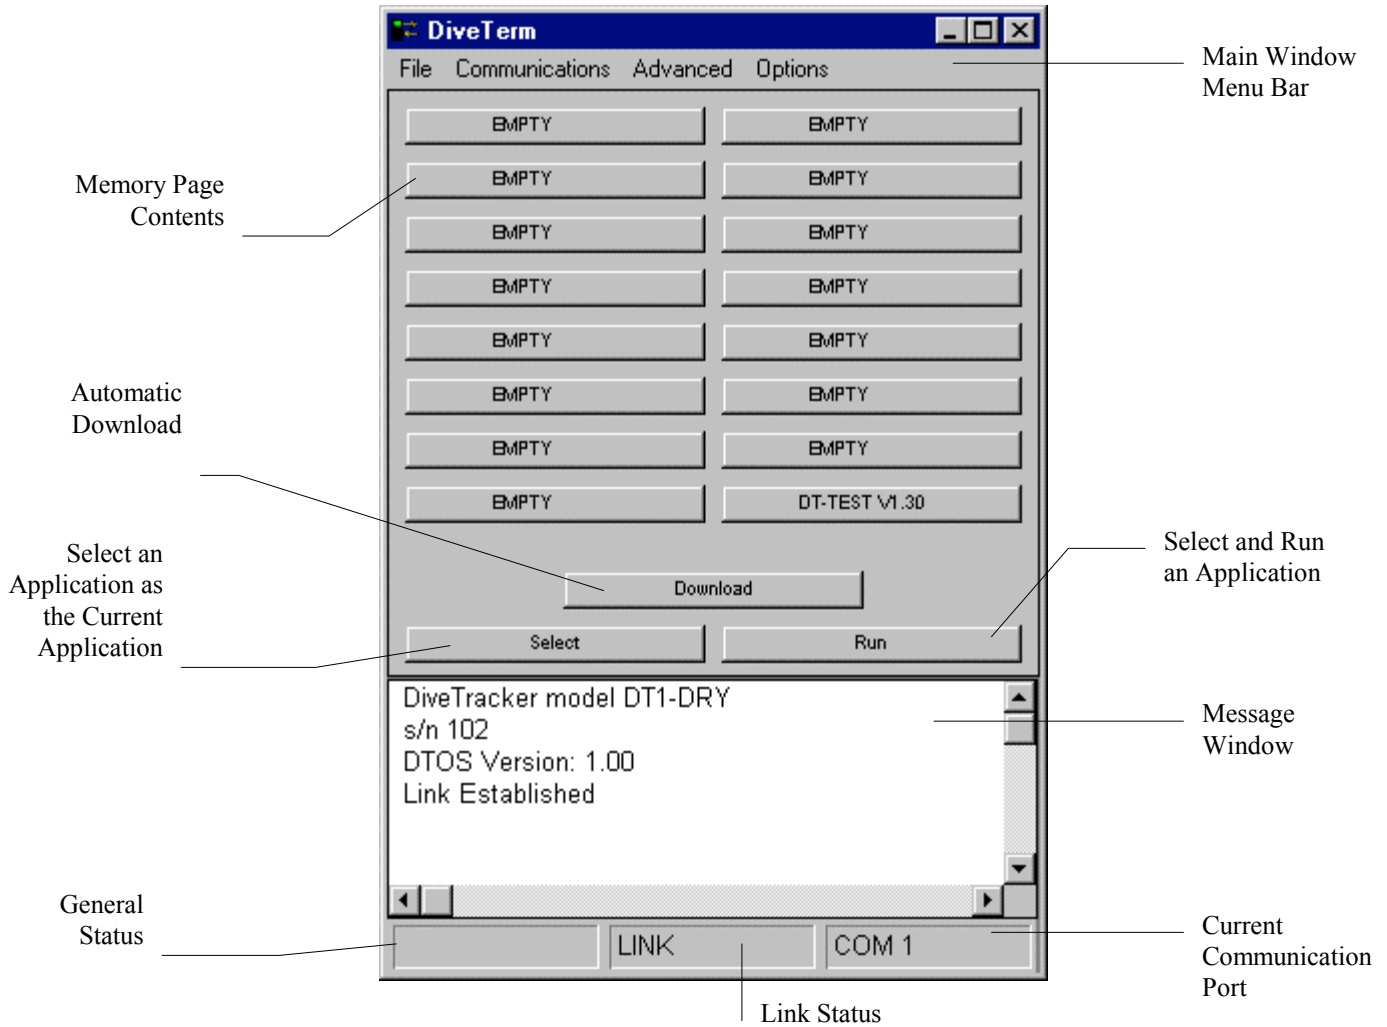 DiveTerm
File Communications Advanced Options
Main Window
Menu Bar
EMPTY EMPTY
Memory Page
Contents
EMPTY EMPTY
EMPTY EMPTY
EMPTY EMPTY
EMPTY EMPTY
Automatic
Download
EMPTY EMPTY
EMPTY EMPTY
EMPTY DT-TEST V1.30
Select an
Application as
the Current
Application
Select and Run
an Application
Download
Select Run
DiveTracker model DT1-DRY
s/n 102
DTOS Version: 1.00
Link Established
Message
Window
General
Status
LINK COM 1
Current
Communication
Port
Link Status